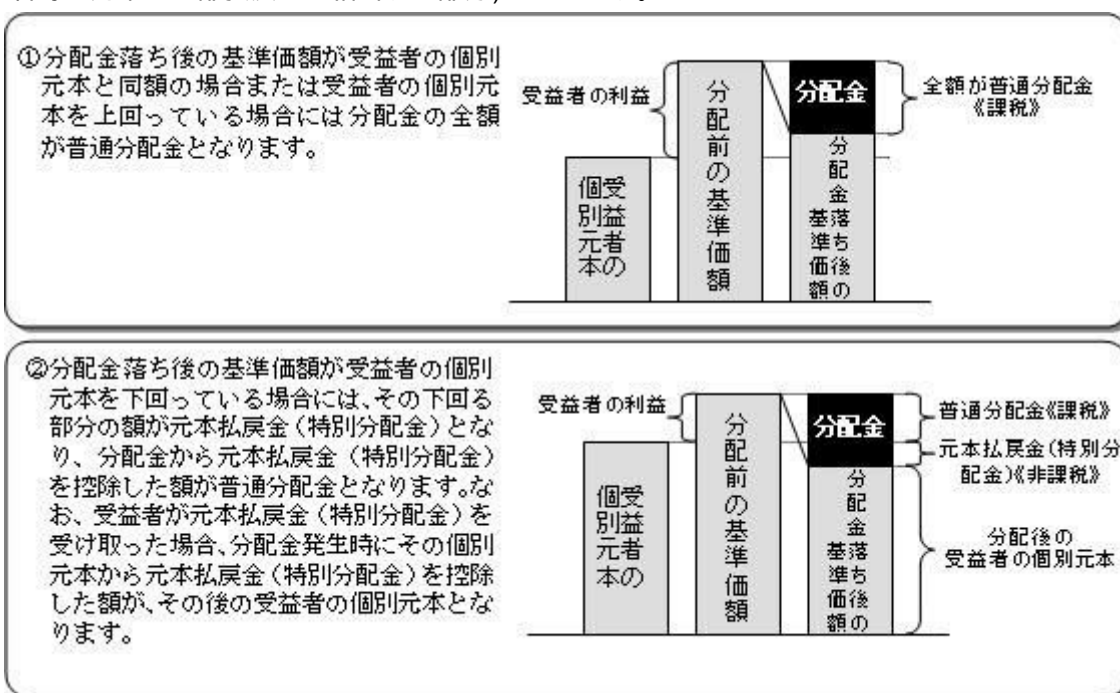 ①分配金落ち後の基準価額が受益者の個別
元本と同額の場合または受益者の個別元
本を上回っている場合には分配金の全額
が普通分配金となります。
受益者の利益
受益者の
個別元本
分配前の基準価額
分配金
分配金落ち後の
基準価額
全額が普通分配金
《課税》
②分配金落ち後の基準価額が受益者の個別
元本を下回っている場合には、その下回る
部分の額が元本払戻金(特別分配金)とな
り、分配金から元本払戻金(特別分配金)
を控除した額が普通分配金となります。な
お、受益者が元本払戻金(特別分配金)を
受け取った場合、分配金発生時にその個別
元本から元本払戻金(特別分配金)を控除
した額が、その後の受益者の個別元本とな
ります。
受益者の利益
受益者の
個別元本
分配前の基準価額
分配金
分配金落ち後の
基準価額
普通分配金《課税》
元本払戻金(特別分
配金)《非課税》
分配後の
受益者の個別元本